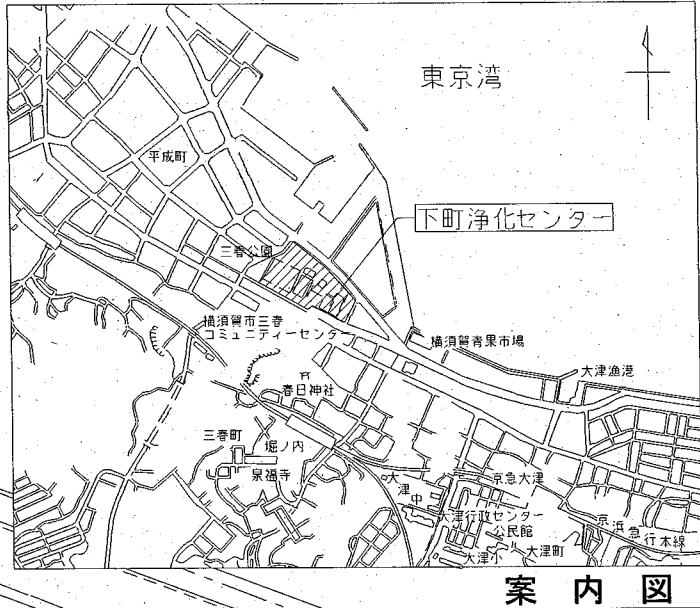 東京湾
平成町
下町浄化センター
三春公園
横須賀市三春
コミュニティーセンター
横須賀青果市場
大津漁港
春日神社
三春町
堀ノ内
泉福寺
大津中
京急大津
大津行政センター
公民館
京浜急行本線
大津小
大津町
案内図